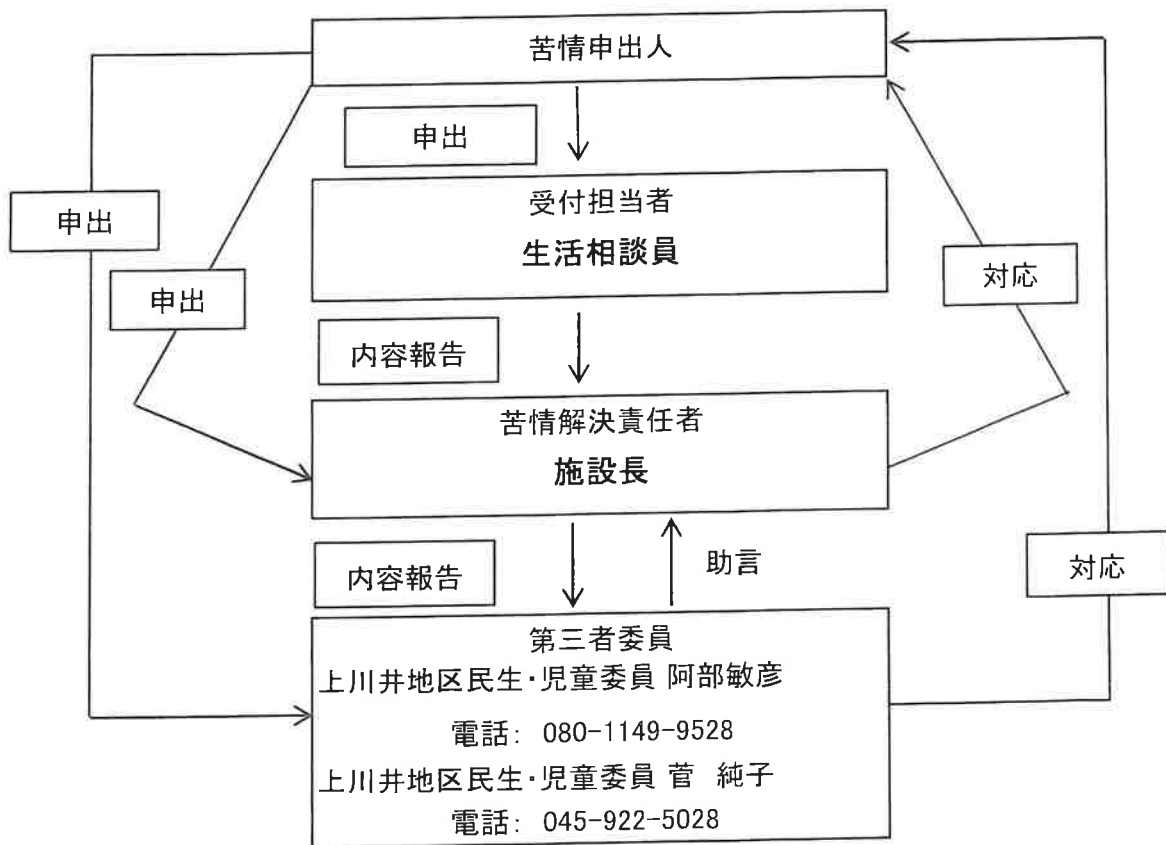 苦情申出人
申出
受付担当者
生活相談員
申出
申出
対応
内容報告
苦情解決責任者
施設長
内容報告
助言
対応
第三者委員
上川井地区民生・児童委員 阿部敏彦
電話: 080-1149-9528
上川井地区民生・児童委員 菅 純子
電話: 045-922-5028